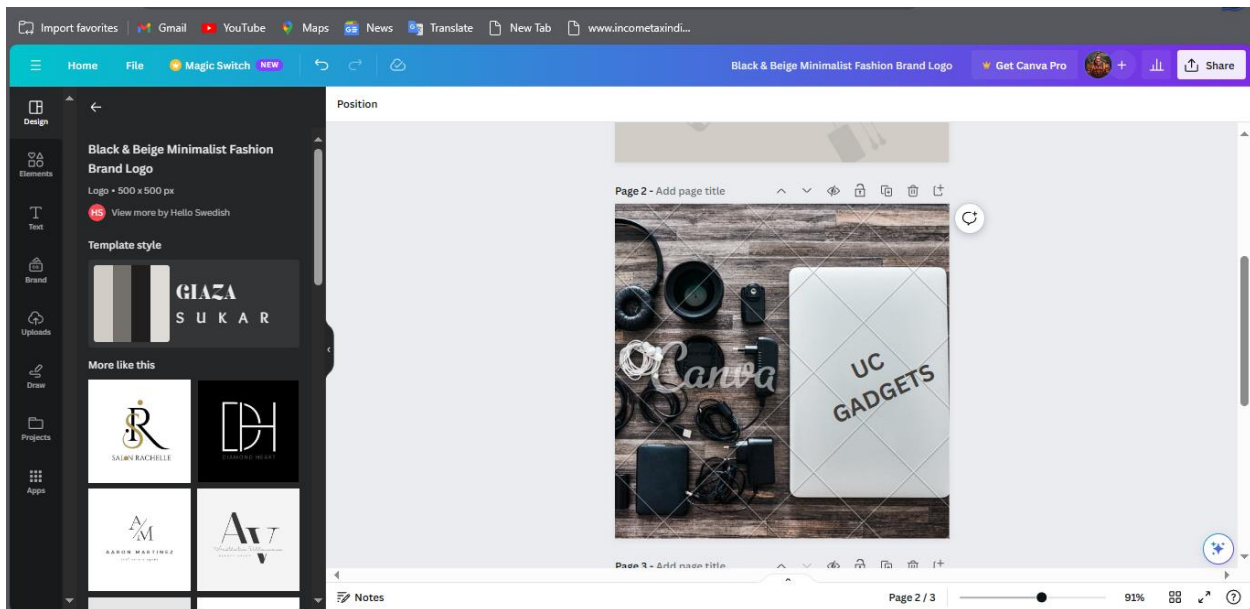 Import favorites
Gmail
YouTube
Maps
News
Translate
New Tab
www.incometaxindi...
Home
File
Magic Switch NEW
Black & Beige Minimalist Fashion Brand Logo
Get Canva Pro
+
Share
Design
Elements
Text
Brand
Uploads
Draw
Projects
Apps
Black & Beige Minimalist Fashion
Brand Logo
Logo • 500 x 500 px
HS View more by Hello Swedish
Template style
GIAZA
SUKAR
More like this
SR
SALON RACHELLE
DH
DIAMOND HEART
A/M
AARON MARTINEZ
AV
Position
Page 2 - Add page title
Canva
UC
GADGETS
Page 3 - Add page title
Notes
Page 2 / 3
91%